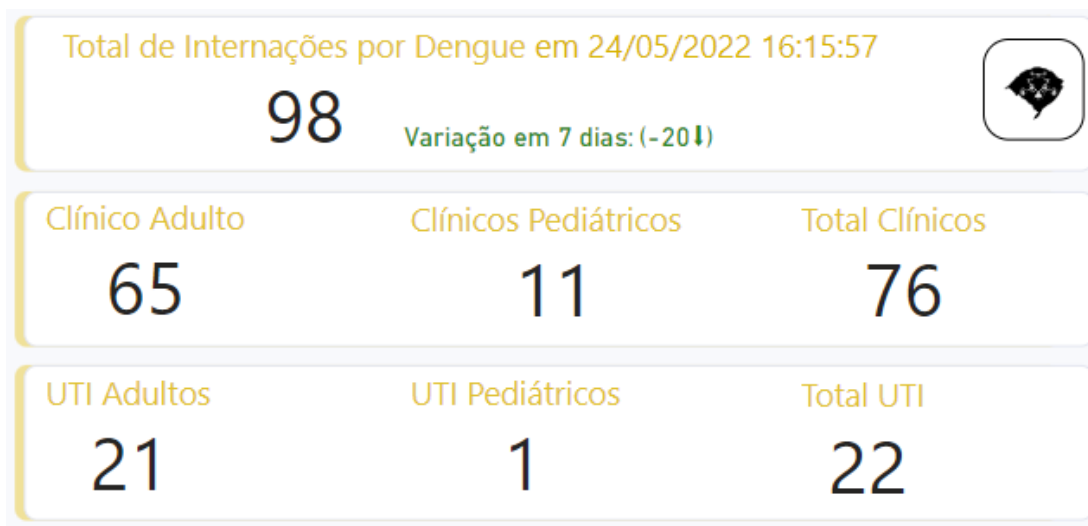 Total de Internações por Dengue em 24/05/2022 16:15:57
98 Variação em 7 dias: (-20⬇)
Clínico Adulto Clínicos Pediátricos Total Clínicos
65 11 76
UTI Adultos UTI Pediátricos Total UTI
21 1 22